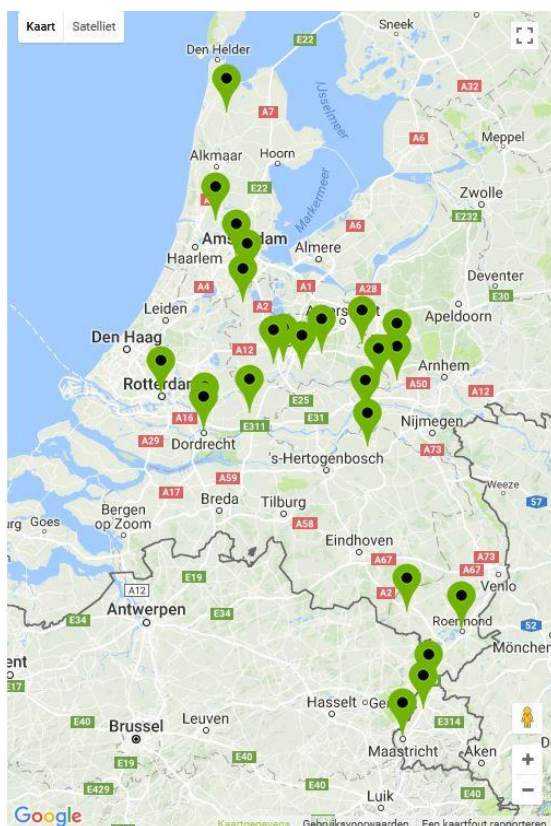 Kaart Satelliet
Sneek
E22
Den Helder
IJsselmeer
A32
A7
A6
Meppel
Alkmaar
Hoorn
E22
Markermeer
Zwolle
E232
A6
Haarlem
Almere
A4
A1
A28
Deventer
E30
Leiden
A2
Apeldoorn
Den Haag
A12
Arnhem
A50
A12
E25
A16
E311
E31
Nijmegen
Dordrecht
A29
A73
A59
's-Hertogenbosch
A17
Weeze
Breda
Tilburg
57
Goes
Bergen
op Zoom
A58
Eindhoven
A67
A73
E19
A67
A12
A2
Venlo
E34
Antwerpen
E34
Roermond
52
Mönchen
E17
Hasselt
E40
Leuven
E314
Brussel
E40
Maastricht
Aken
E19
E40
E429
Luik
E40
Google
Kaartgegevens Gebruiksvoorwaarden Een kaartfout rapporteren